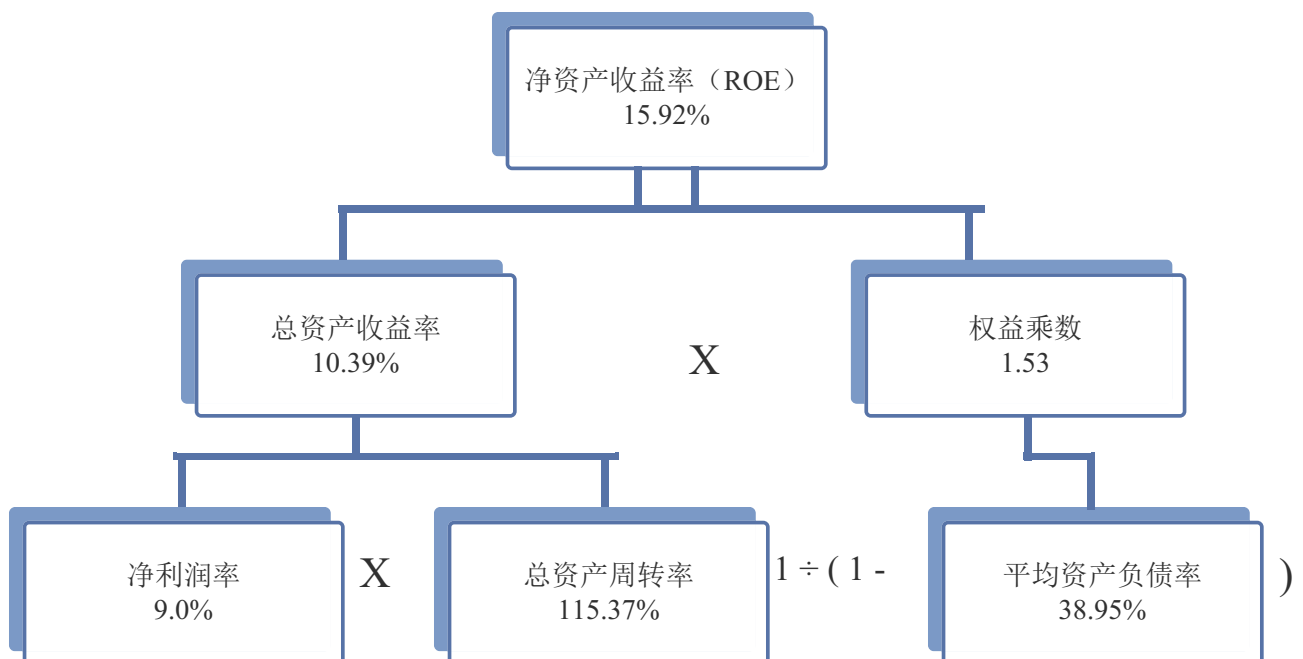 净资产收益率（ROE）
15.92%
总资产收益率
10.39%
X
权益乘数
1.53
净利润率
9.0%
X
总资产周转率
115.37%
1 ÷ ( 1 -
平均资产负债率
38.95%
)